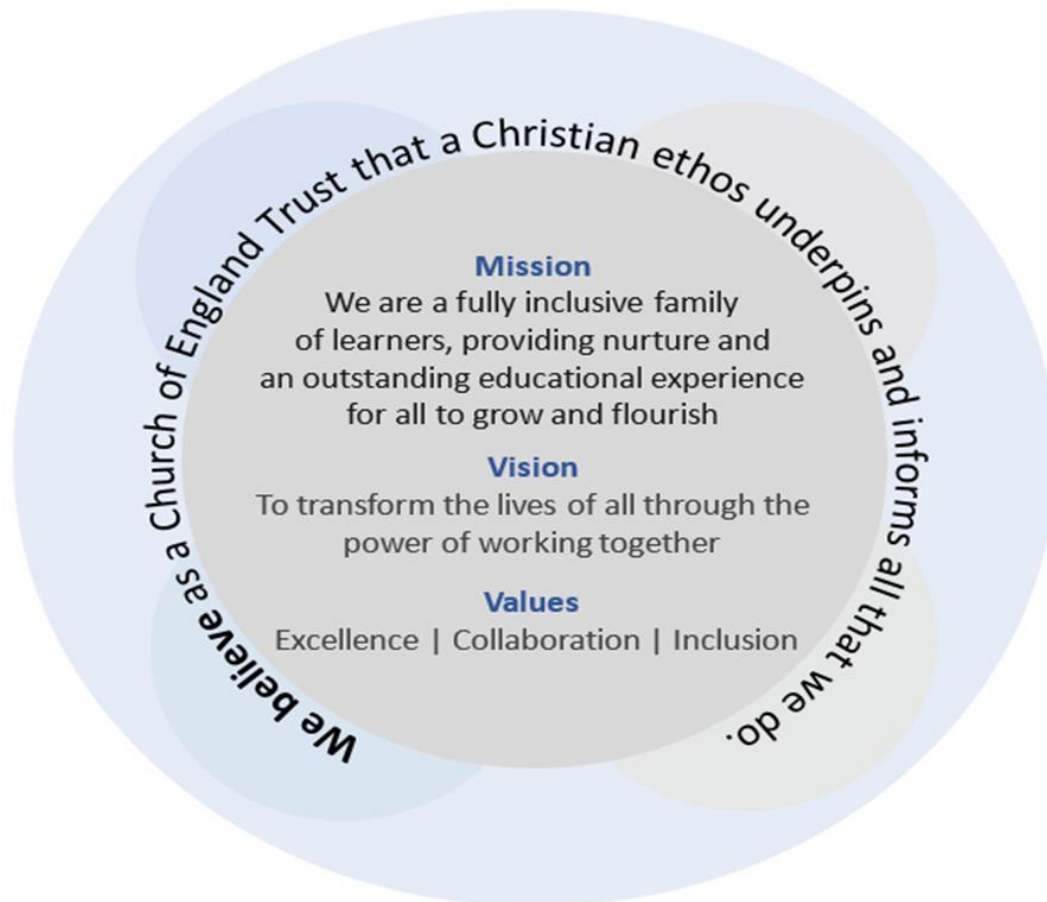 We believe as a Church of England Trust that a Christian ethos underpins and informs all that we do.
Mission
We are a fully inclusive family
of learners, providing nurture and
an outstanding educational experience
for all to grow and flourish
Vision
To transform the lives of all through the
power of working together
Values
Excellence | Collaboration | Inclusion